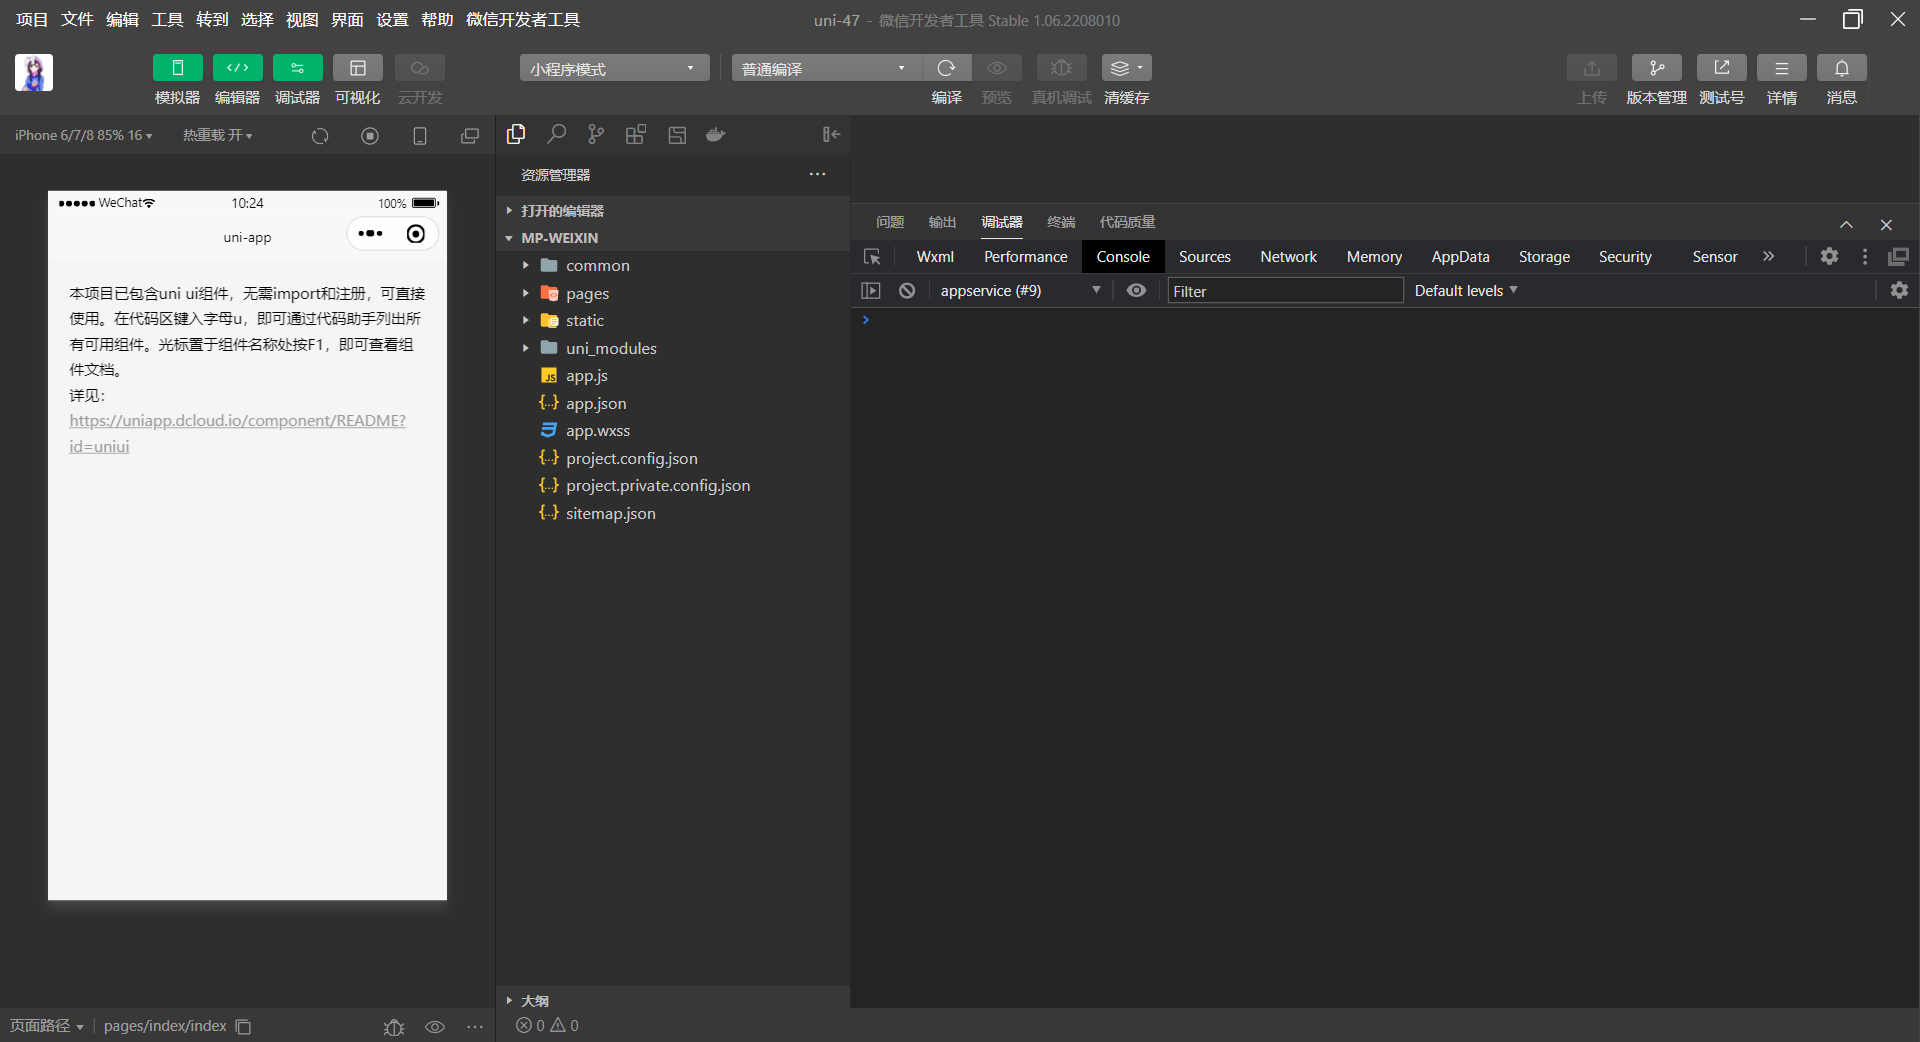 项目 文件 编辑 工具 转到 选择 视图 界面 设置 帮助 微信开发者工具
uni-47 - 微信开发者工具 Stable 1.06.2208010
模拟器 编辑器 调试器 可视化 云开发
小程序模式
普通编译
编译 预览 真机调试 清缓存
上传 版本管理 测试号 详情 消息
iPhone 6/7/8 85% 16
热重载 开
WeChat
10:24
100%
uni-app
本项目已包含uni ui组件，无需import和注册，可直接
使用。在代码区键入字母u，即可通过代码助手列出所
有可用组件。光标置于组件名称处按F1，即可查看组
件文档。
详见：
https://uniapp.dcloud.io/component/README?
id=uniui
页面路径
pages/index/index
资源管理器
打开的编辑器
MP-WEIXIN
common
pages
static
uni_modules
JS app.js
{..} app.json
app.wxss
{..} project.config.json
{..} project.private.config.json
{..} sitemap.json
大纲
0 0
问题 输出 调试器 终端 代码质量
Wxml Performance Console Sources Network Memory AppData Storage Security Sensor
appservice (#9)
Filter
Default levels